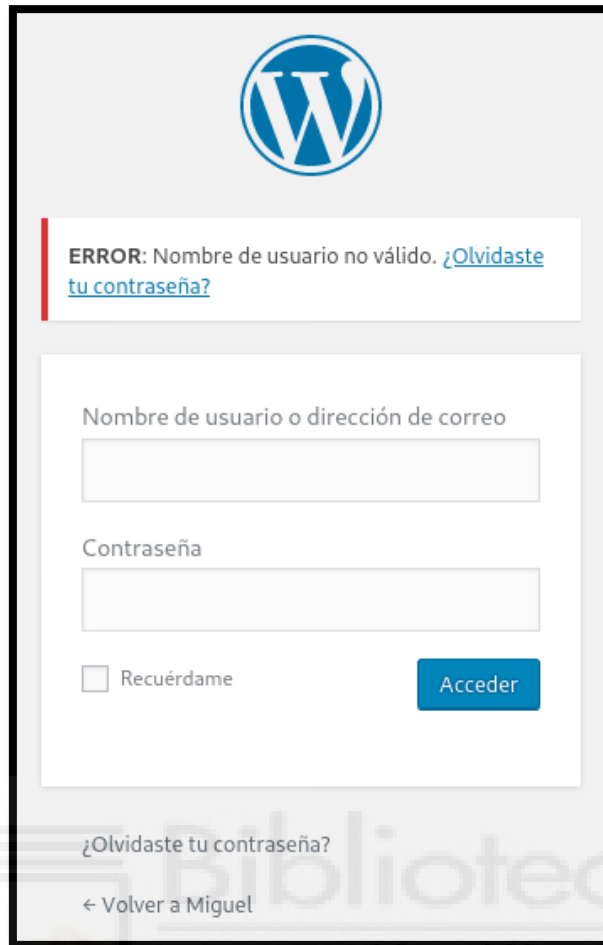 ERROR: Nombre de usuario no válido. ¿Olvidaste
tu contraseña?
Nombre de usuario o dirección de correo
Contraseña
Recuérdame
Acceder
¿Olvidaste tu contraseña?
← Volver a Miguel